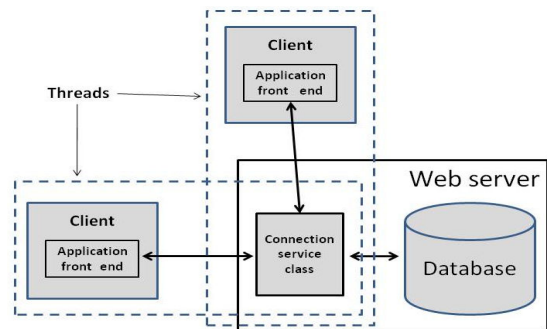 Client
Application
front end
Threads
Web server
Client
Application
front end
Connection
service
class
Database